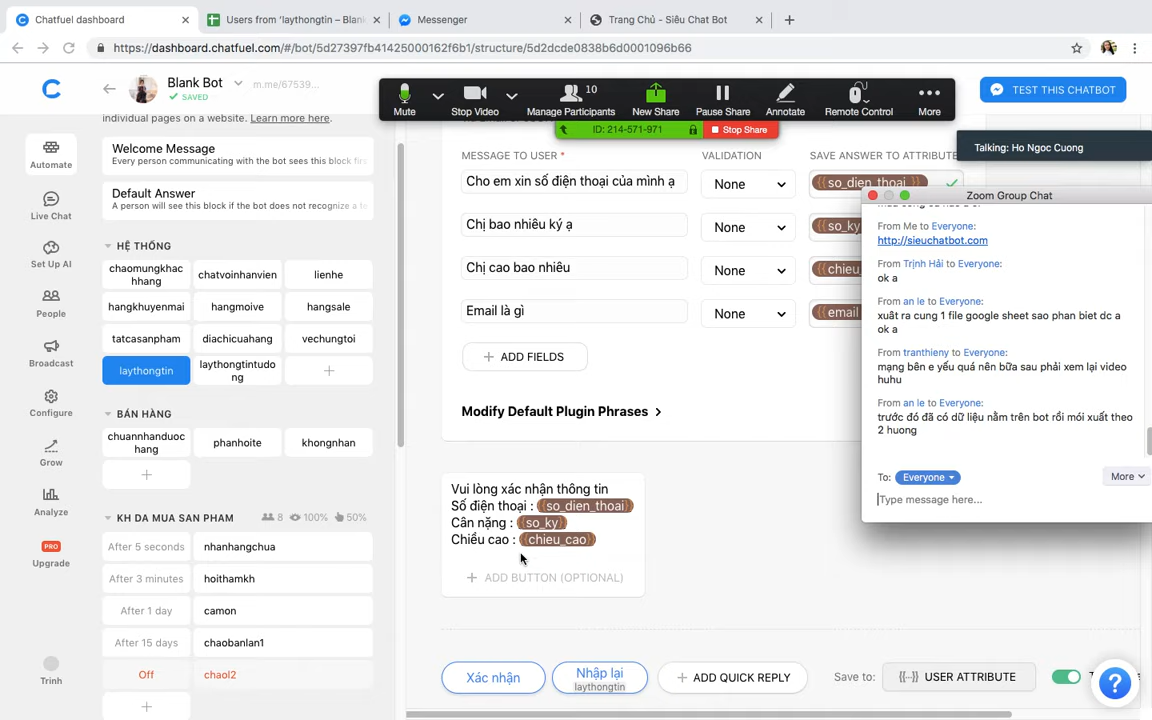 Chatfuel dashboard
Users from 'laythongtin – Blank
Messenger
Trang Chủ - Siêu Chat Bot
https://dashboard.chatfuel.com/#/bot/5d27397fb41425000162f6b1/structure/5d2dcde0838b6d0001096b66
Blank Bot
SAVED
m.me/67539...
Mute
Stop Video
10
Manage Participants
New Share
Pause Share
Annotate
Remote Control
More
ID: 214-571-971
Stop Share
TEST THIS CHATBOT
Talking: Ho Ngoc Cuong
Automate
Live Chat
Set Up AI
People
Broadcast
Configure
Grow
Analyze
PRO
Upgrade
Trinh
individual pages on a website. Learn more here.
Welcome Message
Every person communicating with the bot sees this block first
Default Answer
A person will see this block if the bot does not recognize a
HỆ THỐNG
chaomungkhac
hhang
chatvoinhanvien
lienhe
hangkhuyenmai
hangmoive
hangsale
tatcasanpham
diachicuahang
vechungtoi
laythongtin
laythongtintudo
ng
BÁN HÀNG
chuannhanduoc
hang
phanhoite
khongnhan
KH DA MUA SAN PHAM
8
100%
50%
After 5 seconds
nhanhangchua
After 3 minutes
hoithamkh
After 1 day
camon
After 15 days
chaobanlan1
Off
chaol2
MESSAGE TO USER *
VALIDATION
SAVE ANSWER TO ATTRIBUTE
Cho em xin số điện thoại của mình ạ
None
{{so_dien_thoai}}
Chị bao nhiêu ký ạ
None
{{so_ky
Chị cao bao nhiêu
None
{{chieu_
Email là gì
None
{{email
+ ADD FIELDS
Modify Default Plugin Phrases >
Vui lòng xác nhận thông tin
Số điện thoại : {{so_dien_thoai}}
Cân nặng : {{so_ky}}
Chiều cao : {{chieu_cao}}
+ ADD BUTTON (OPTIONAL)
Xác nhận
Nhập lại
laythongtin
+ ADD QUICK REPLY
Save to:
{{...}} USER ATTRIBUTE
Zoom Group Chat
From Me to Everyone:
http://sieuchatbot.com
From Trịnh Hải to Everyone:
ok a
From an le to Everyone:
xuât ra cung 1 file google sheet sao phan biet dc a
ok a
From tranthieny to Everyone:
mạng bên e yếu quá nên bữa sau phải xem lại video
huhu
From an le to Everyone:
trước đó đã có dữ liệu nằm trên bot rồi mói xuất theo
2 huong
To: Everyone
More
Type message here...